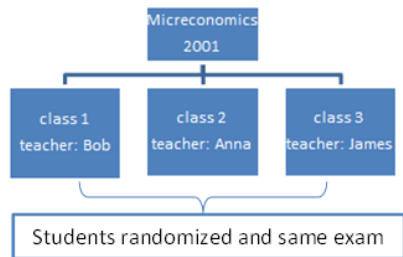 Micreconomics
2001
class 1
teacher: Bob
class 2
teacher: Anna
class 3
teacher: James
Students randomized and same exam